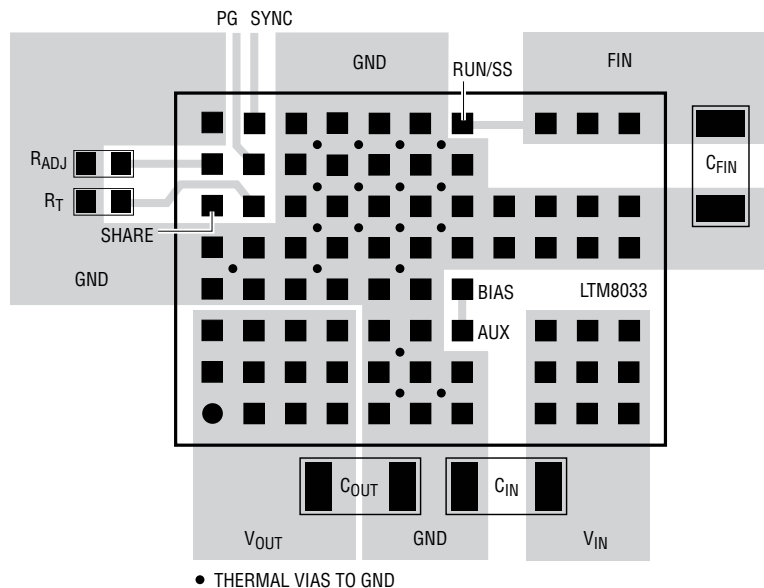 PG SYNC
GND
RUN/SS
FIN
RADJ
CFIN
RT
SHARE
GND
BIAS
LTM8033
AUX
COUT
CIN
VOUT
GND
VIN
● THERMAL VIAS TO GND